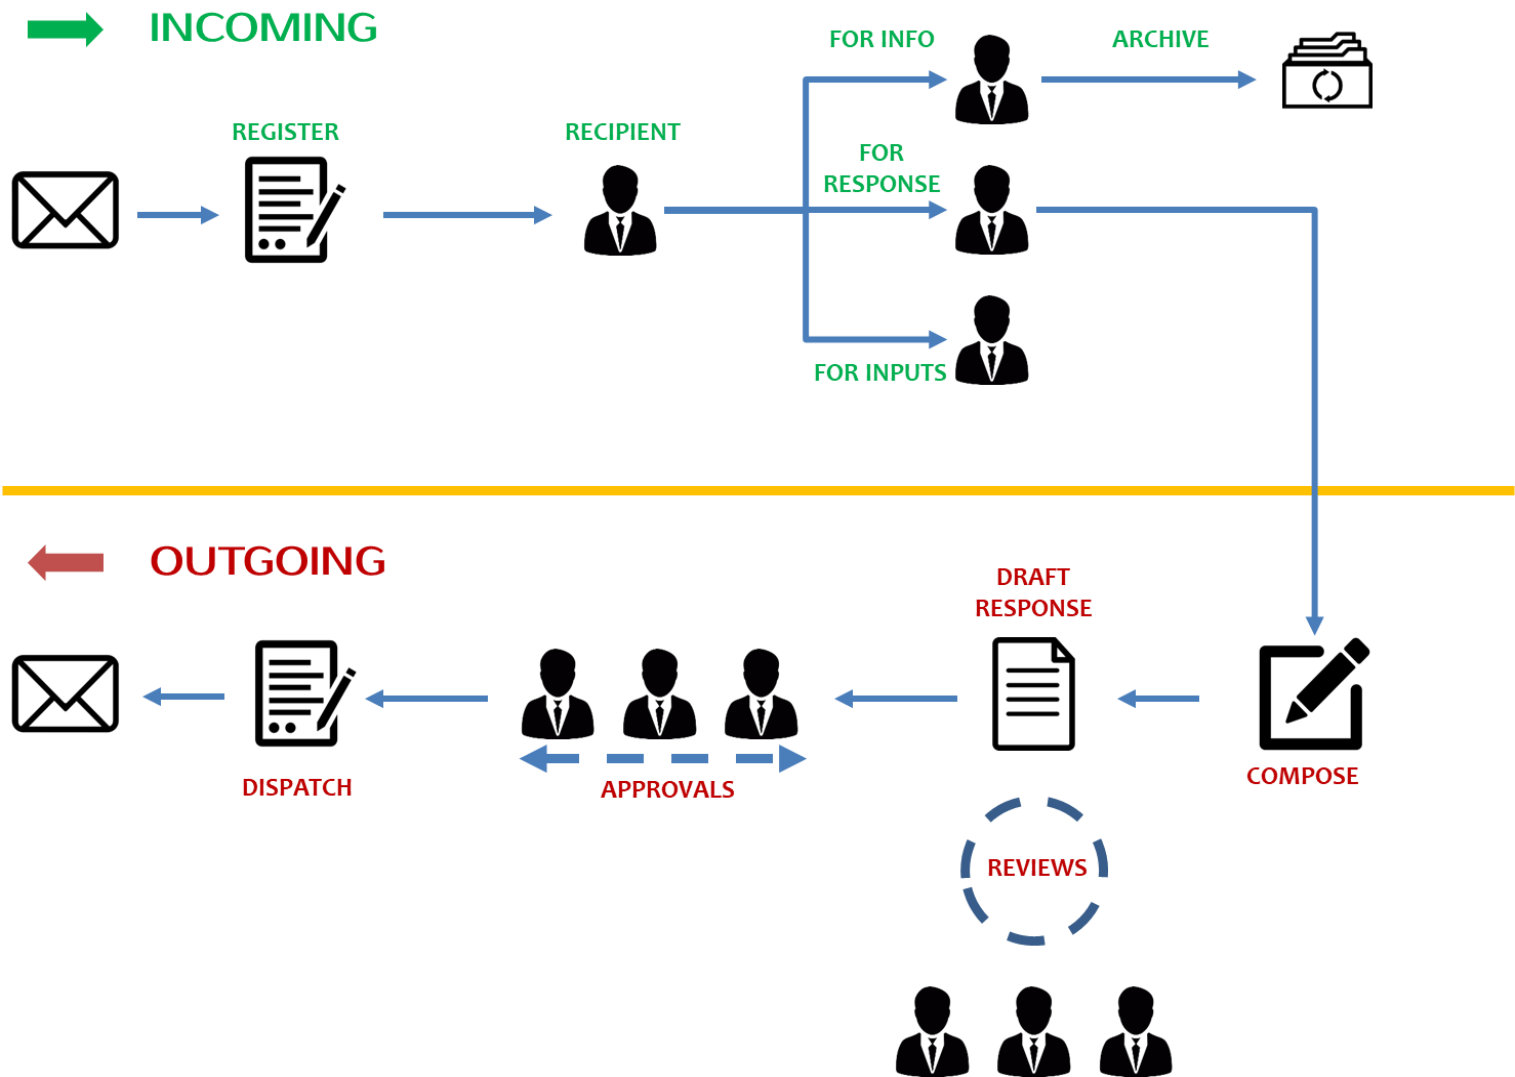 INCOMING
FOR INFO
ARCHIVE
REGISTER
RECIPIENT
FOR
RESPONSE
FOR INPUTS
OUTGOING
DRAFT
RESPONSE
DISPATCH
APPROVALS
COMPOSE
REVIEWS